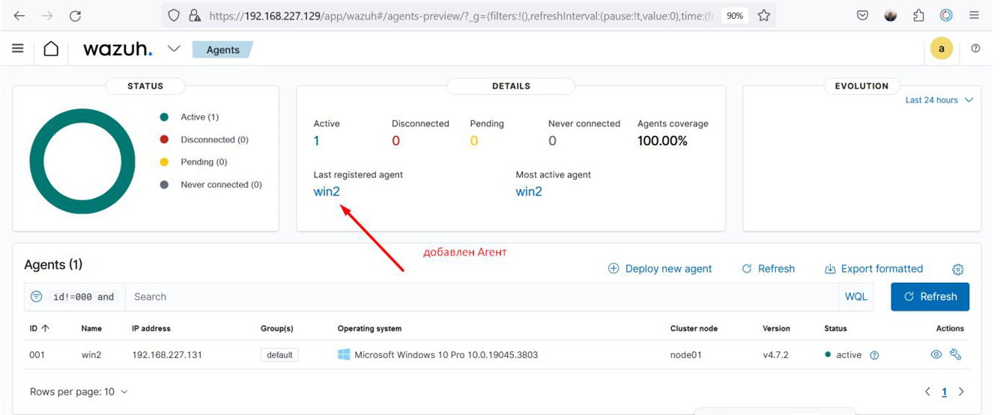 https://192.168.227.129/app/wazuh#/agents-preview/?_g=(filters:!(),refreshInterval:(pause:!t,value:0),time:(fr
90%
wazuh.
Agents
a
STATUS
Active (1)
Disconnected (0)
Pending (0)
Never connected (0)
DETAILS
Active
Disconnected
Pending
Never connected
Agents coverage
1
0
0
0
100.00%
Last registered agent
Most active agent
win2
win2
EVOLUTION
Last 24 hours
добавлен Агент
Agents (1)
Deploy new agent
Refresh
Export formatted
id!=000 and
Search
WQL
Refresh
ID Name IP address Group(s) Operating system Cluster node Version Status Actions
001 win2 192.168.227.131 default Microsoft Windows 10 Pro 10.0.19045.3803 node01 v4.7.2 active
Rows per page: 10
1